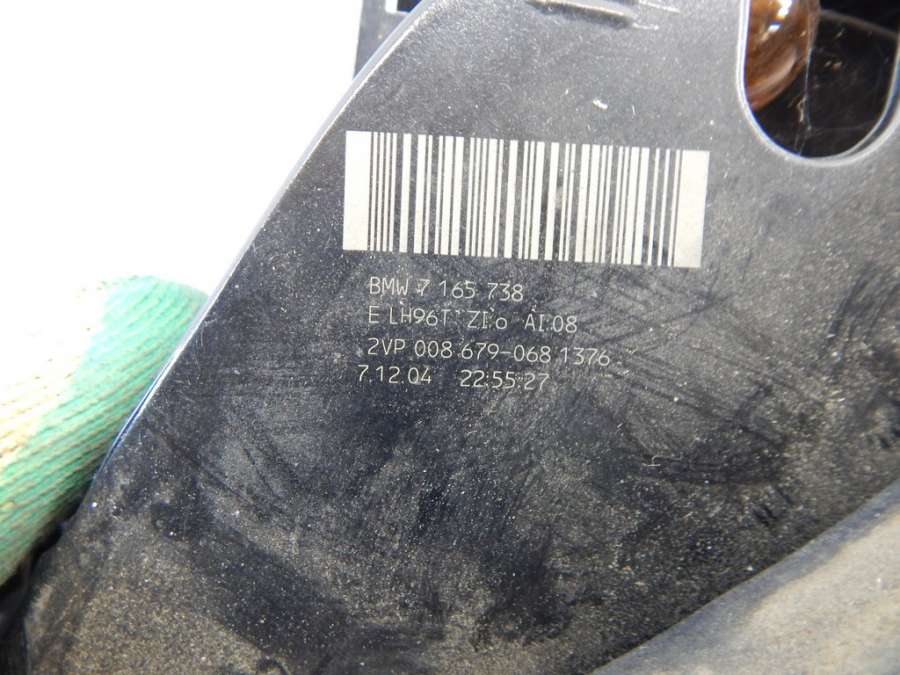 BMW 7 165 738
E LH96T ZI:6 AI:08
2VP 008 679-068 1376
7.12.04 22:55:27